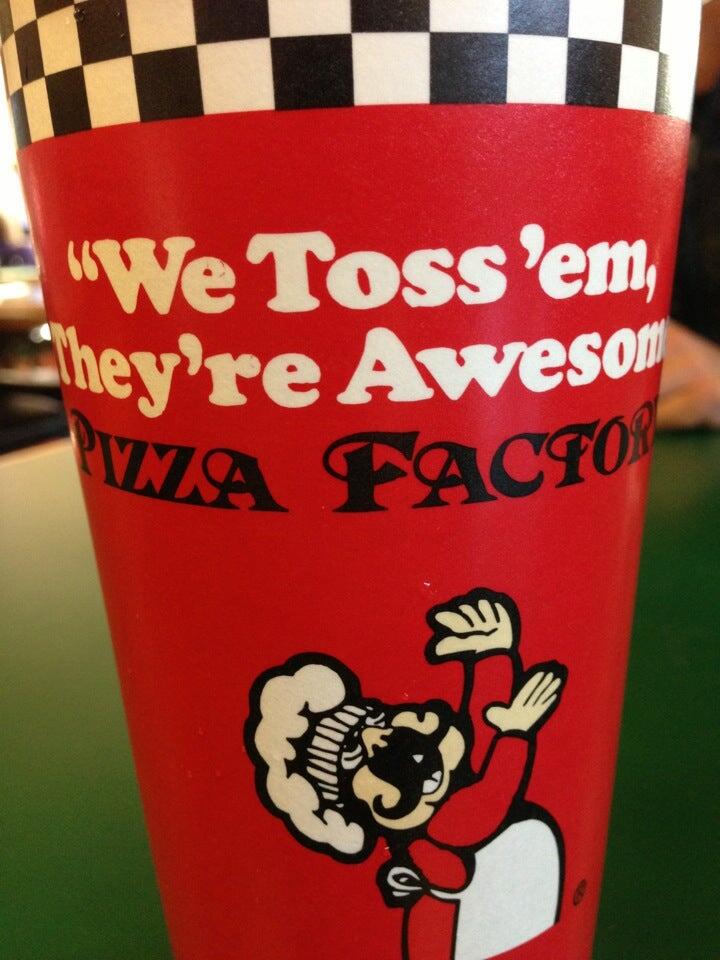 “We Toss ’em,
They’re Awesom
PIZZA FACTOR
®